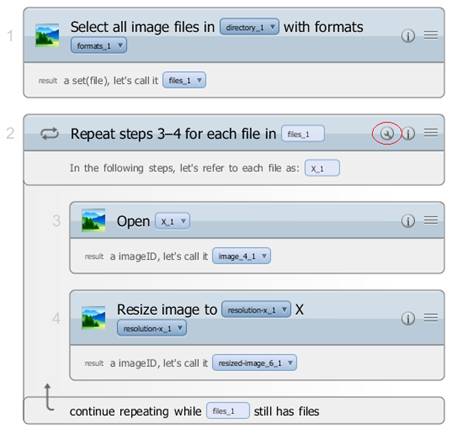 1
Select all image files in directory_1 with formats
formats_1
result a set(file), let's call it files_1
2
Repeat steps 3–4 for each file in files_1
In the following steps, let's refer to each file as: X_1
3
Open X_1
result a imageID, let's call it image_4_1
4
Resize image to resolution-x_1 X
resolution-x_1
result a imageID, let's call it resized-image_6_1
continue repeating while files_1 still has files